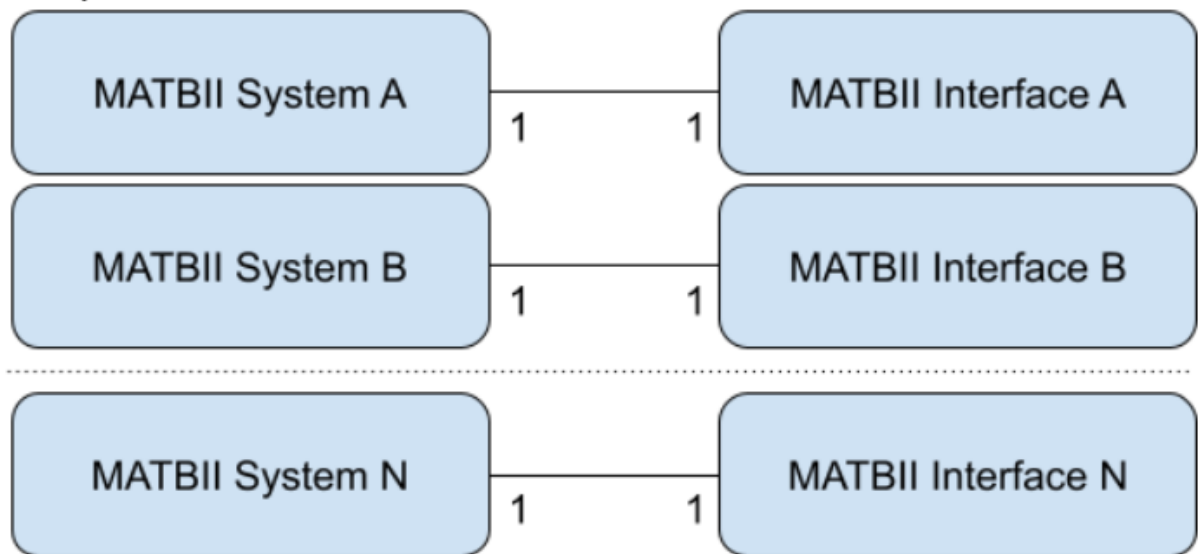 MATBII System A
MATBII Interface A
1 1
MATBII System B
MATBII Interface B
1 1
MATBII System N
MATBII Interface N
1 1